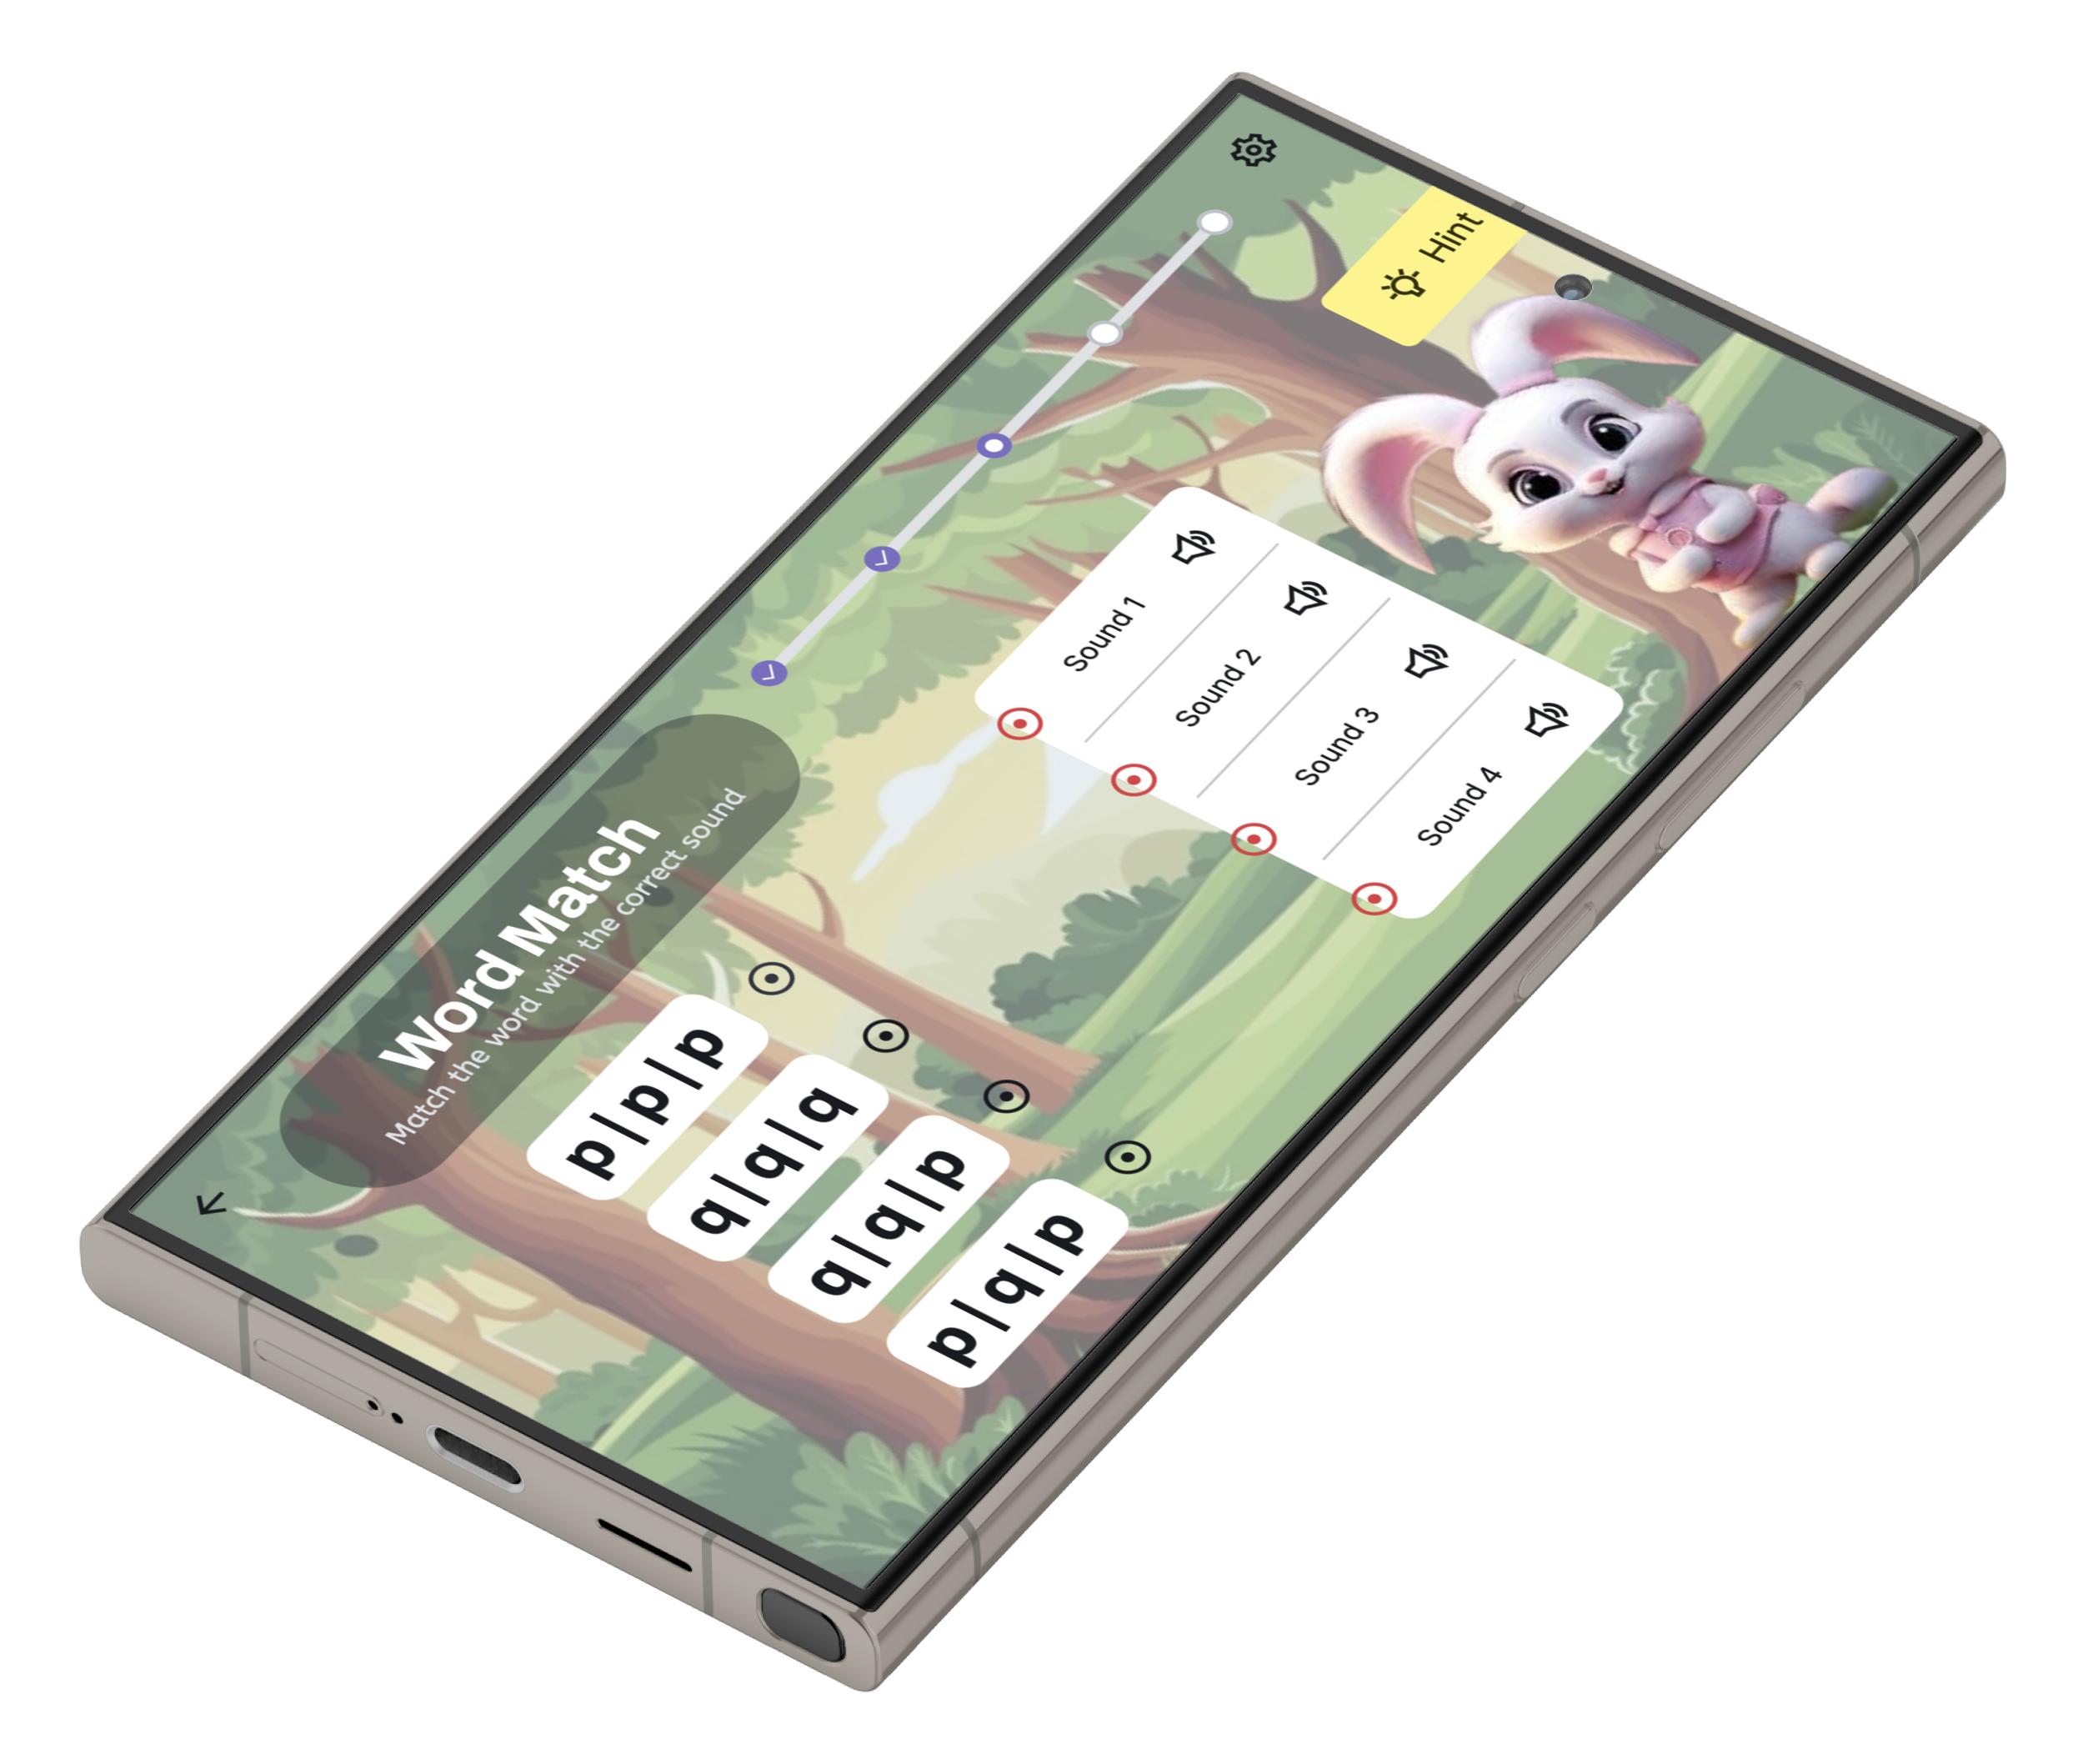 Word Match
Match the word with the correct sound
p|p|p
q|q|q
q|q|p
p|q|p
Sound 1
Sound 2
Sound 3
Sound 4
Hint